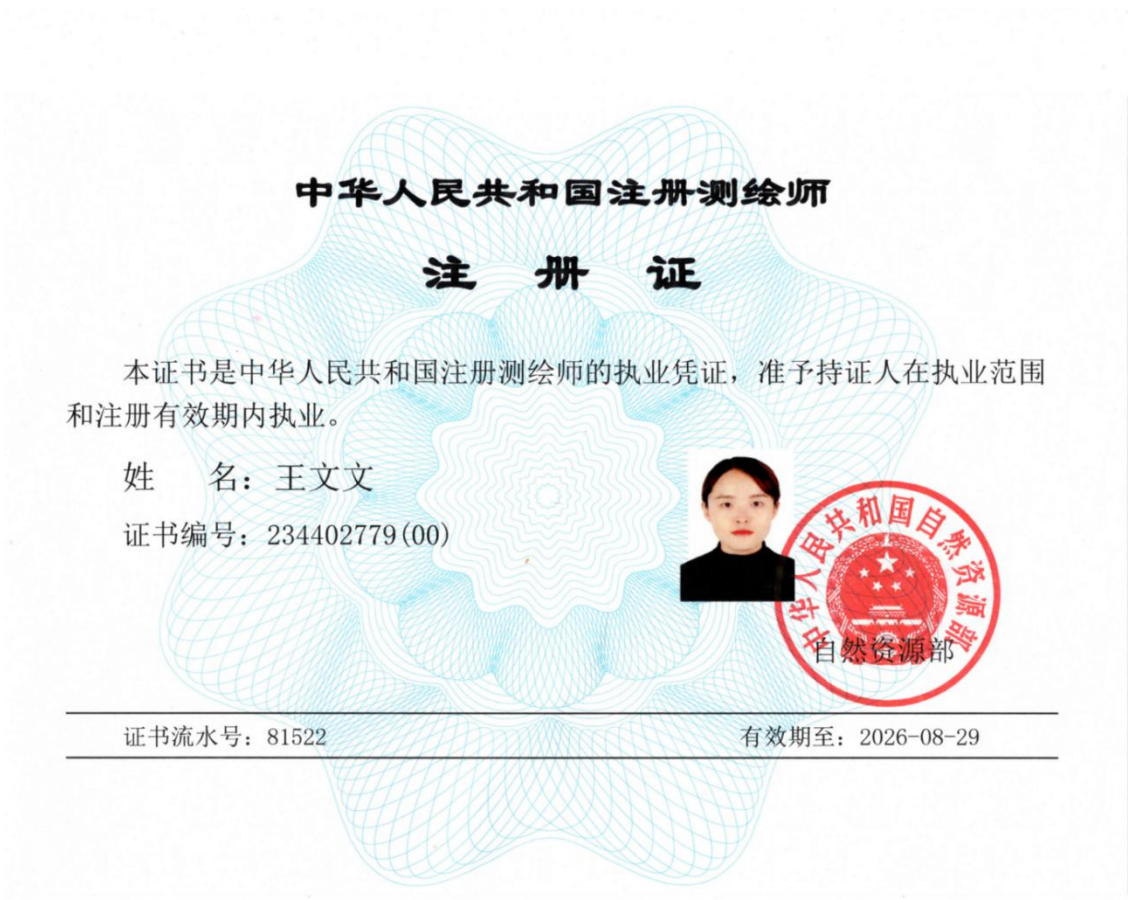 中华人民共和国注册测绘师
注 册 证
本证书是中华人民共和国注册测绘师的执业凭证，准予持证人在执业范围
和注册有效期内执业。
姓 名：王文文
证书编号：234402779(00)
中华人民共和国自然资源部
自然资源部
证书流水号：81522 有效期至：2026-08-29